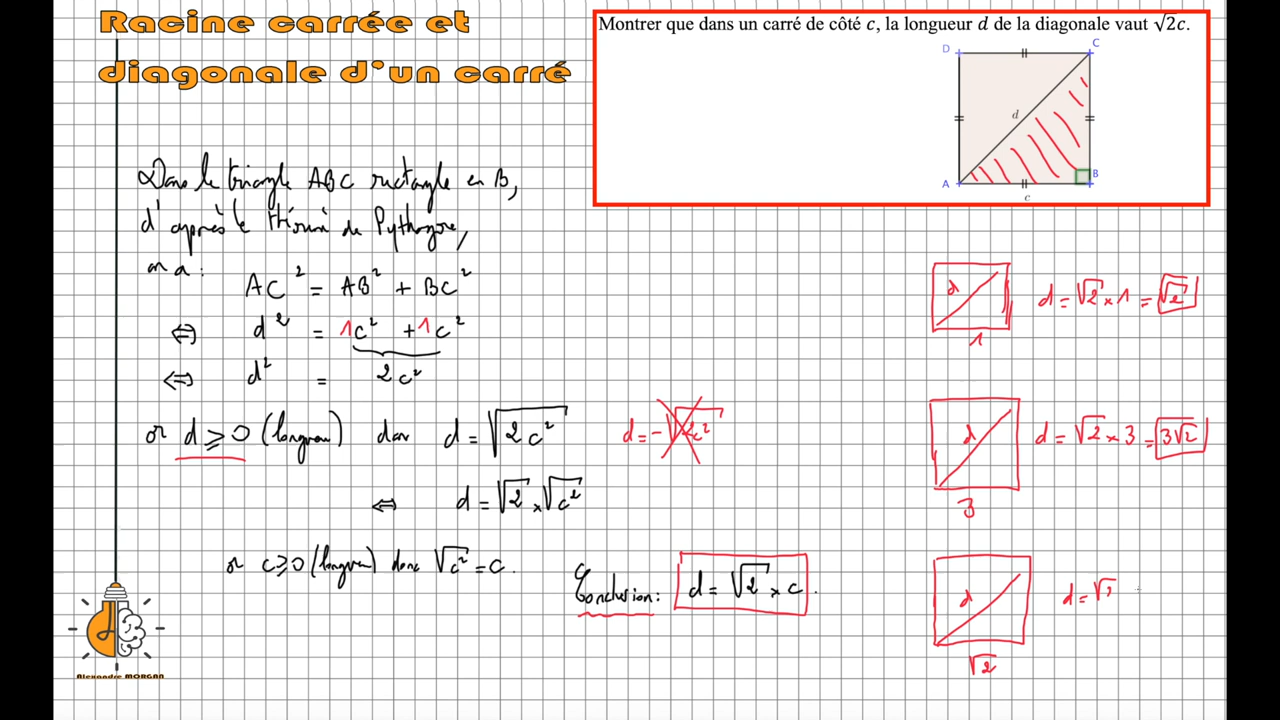 Racine carrée et
diagonale d'un carré
Montrer que dans un carré de côté c, la longueur d de la diagonale vaut √2c.
D
C
d
A
B
c
Dans le triangle ABC rectangle en B,
d'après le théorème de Pythagore,
on a :
AC² = AB² + BC²
⇔ d² = 1c² + 1c²
⇔ d² = 2c²
or d ⩾ 0 (longueur) donc d = √2c²
d = -√2c²
⇔ d = √2 × √c²
or c ⩾ 0 (longueur) donc √c² = c.
Conclusion : d = √2 × c.
d
1
d = √2 × 1 = √2
d
3
d = √2 × 3 = 3√2
d
√2
d = √2
Alexandre MORGAN